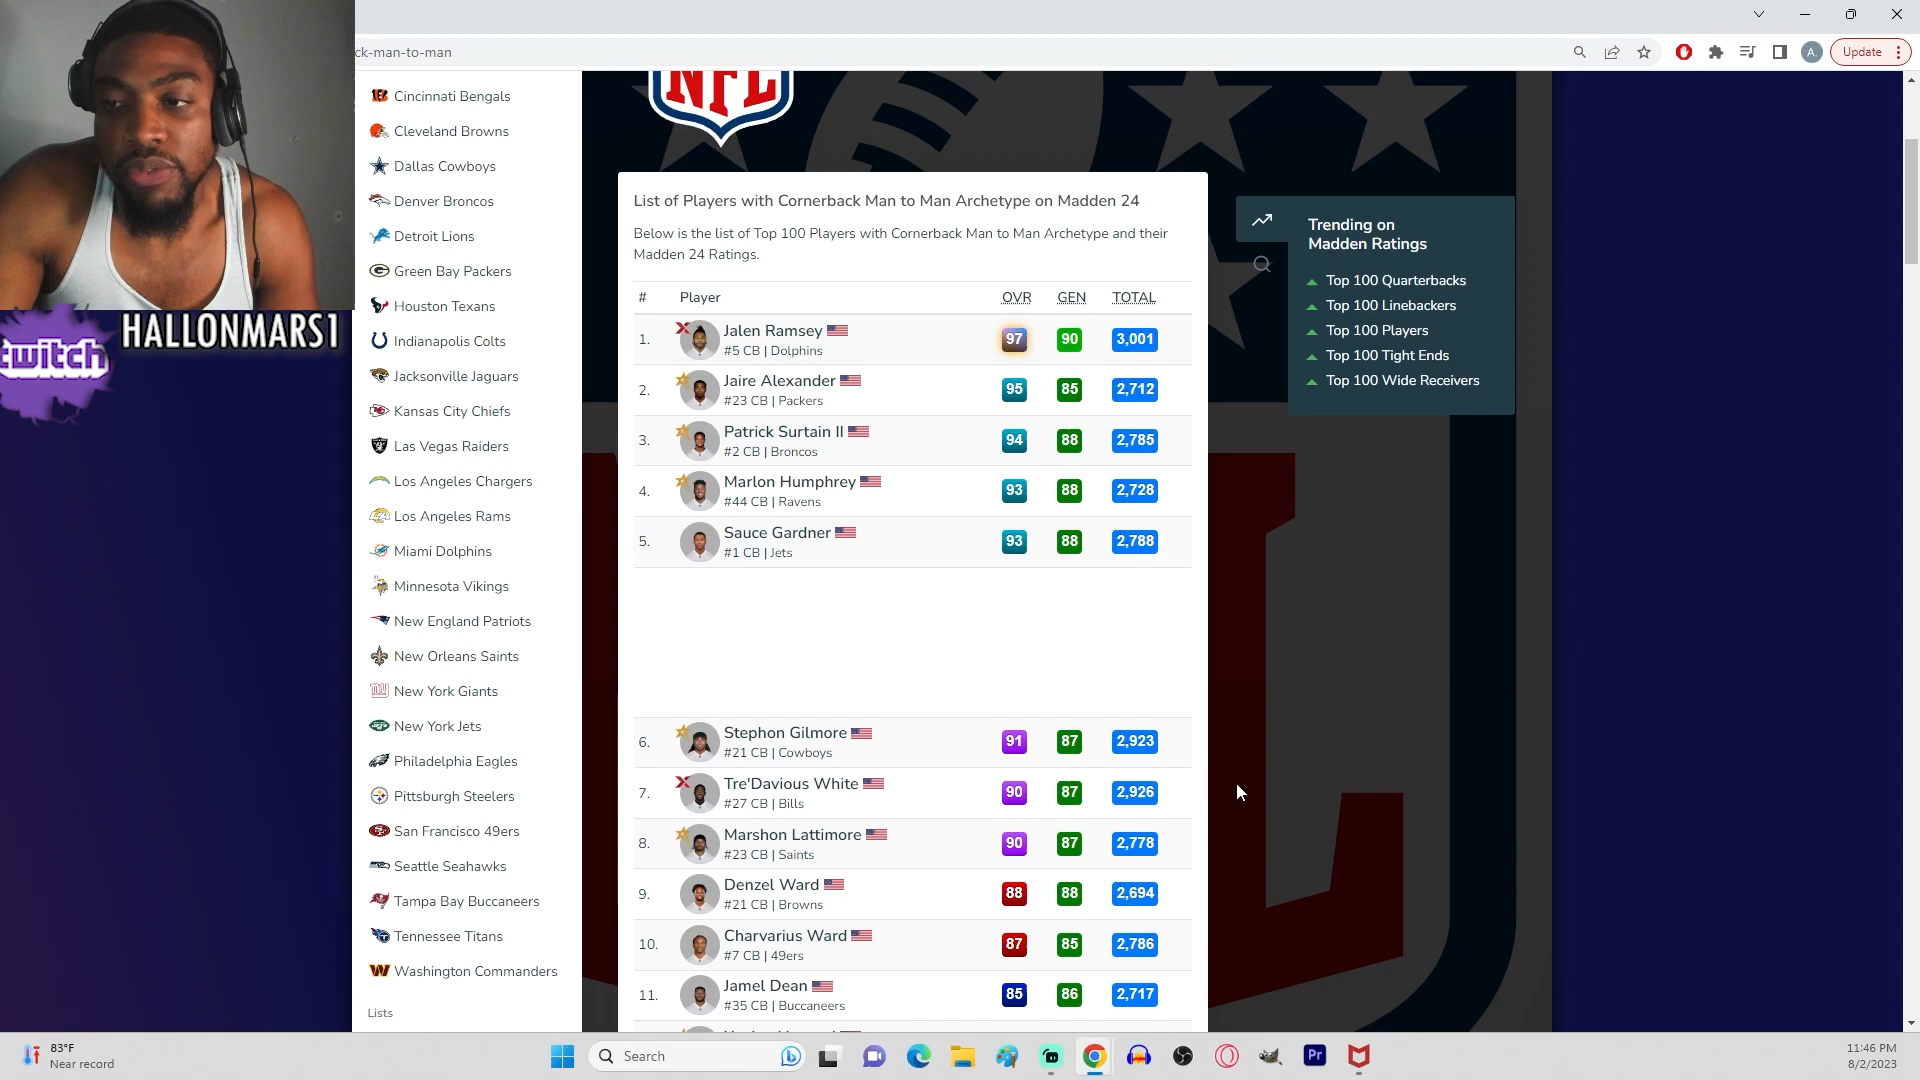 ck-man-to-man
Update
twitch
HALLONMARS1
Cincinnati Bengals
Cleveland Browns
Dallas Cowboys
Denver Broncos
Detroit Lions
Green Bay Packers
Houston Texans
Indianapolis Colts
Jacksonville Jaguars
Kansas City Chiefs
Las Vegas Raiders
Los Angeles Chargers
Los Angeles Rams
Miami Dolphins
Minnesota Vikings
New England Patriots
New Orleans Saints
New York Giants
New York Jets
Philadelphia Eagles
Pittsburgh Steelers
San Francisco 49ers
Seattle Seahawks
Tampa Bay Buccaneers
Tennessee Titans
Washington Commanders
Lists
NFL
List of Players with Cornerback Man to Man Archetype on Madden 24
Below is the list of Top 100 Players with Cornerback Man to Man Archetype and their
Madden 24 Ratings.
# Player OVR GEN TOTAL
1. Jalen Ramsey 97 90 3,001
#5 CB | Dolphins
2. Jaire Alexander 95 85 2,712
#23 CB | Packers
3. Patrick Surtain II 94 88 2,785
#2 CB | Broncos
4. Marlon Humphrey 93 88 2,728
#44 CB | Ravens
5. Sauce Gardner 93 88 2,788
#1 CB | Jets
6. Stephon Gilmore 91 87 2,923
#21 CB | Cowboys
7. Tre'Davious White 90 87 2,926
#27 CB | Bills
8. Marshon Lattimore 90 87 2,778
#23 CB | Saints
9. Denzel Ward 88 88 2,694
#21 CB | Browns
10. Charvarius Ward 87 85 2,786
#7 CB | 49ers
11. Jamel Dean 85 86 2,717
#35 CB | Buccaneers
Trending on
Madden Ratings
Top 100 Quarterbacks
Top 100 Linebackers
Top 100 Players
Top 100 Tight Ends
Top 100 Wide Receivers
83°F
Near record
Search
Pr
11:46 PM
8/2/2023